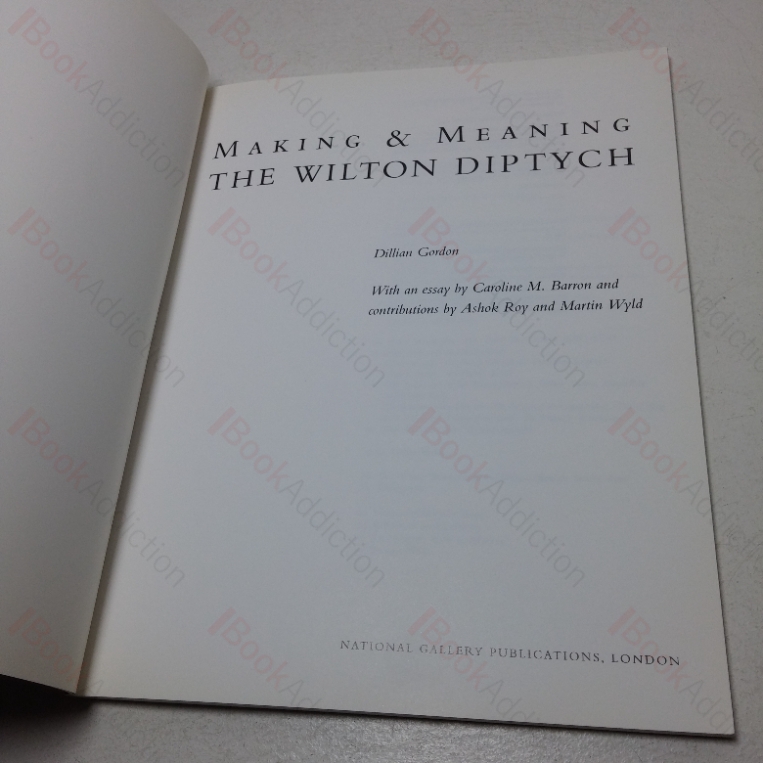 MAKING & MEANING
THE WILTON DIPTYCH
Dillian Gordon
With an essay by Caroline M. Barron and
contributions by Ashok Roy and Martin Wyld
NATIONAL GALLERY PUBLICATIONS, LONDON
BookAddiction